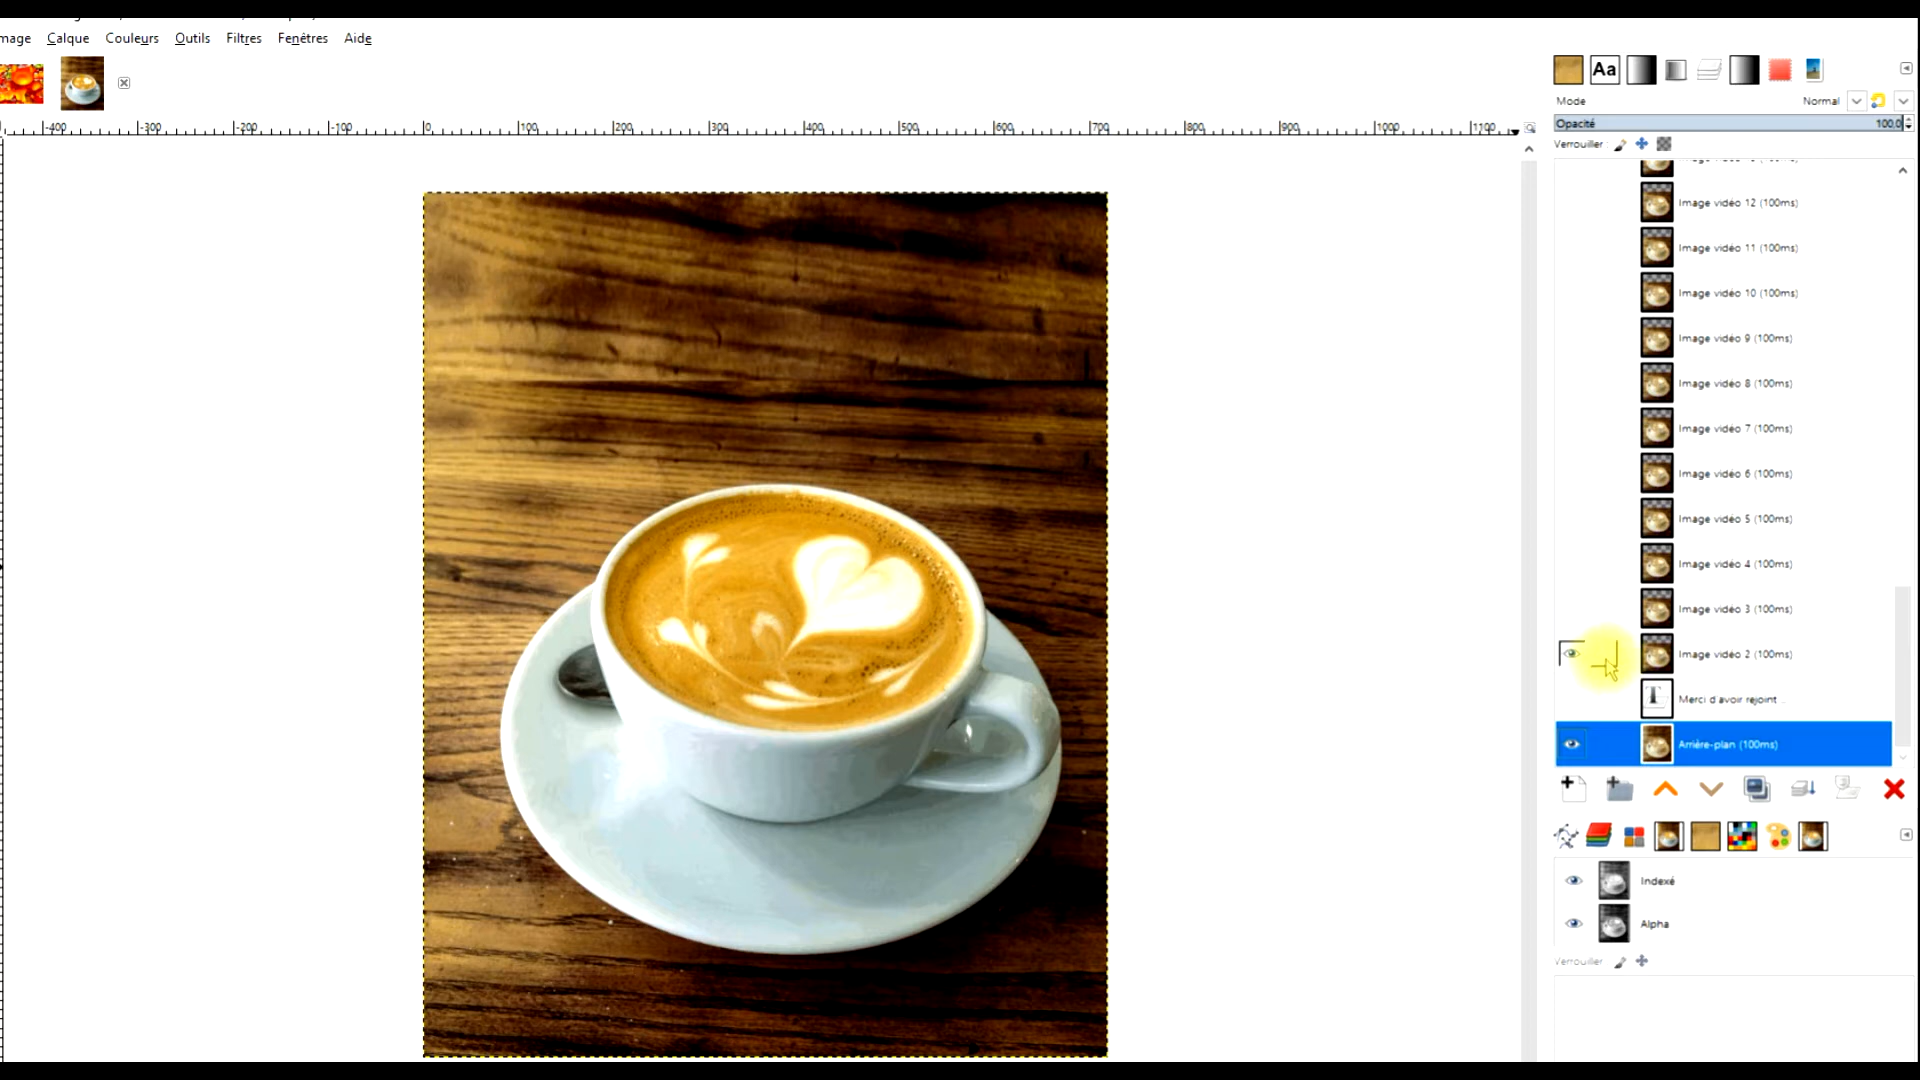 mage Calque Couleurs Outils Filtres Fenêtres Aide
-400 -300 -200 -100 0 100 200 300 400 500 600 700 800 900 1000 1100
Aa
Mode Normal
Opacité 100,0
Verrouiller :
Image vidéo 12 (100ms)
Image vidéo 11 (100ms)
Image vidéo 10 (100ms)
Image vidéo 9 (100ms)
Image vidéo 8 (100ms)
Image vidéo 7 (100ms)
Image vidéo 6 (100ms)
Image vidéo 5 (100ms)
Image vidéo 4 (100ms)
Image vidéo 3 (100ms)
Image vidéo 2 (100ms)
T
Merci d avoir rejoint
Arrière-plan (100ms)
Indexé
Alpha
Verrouiller